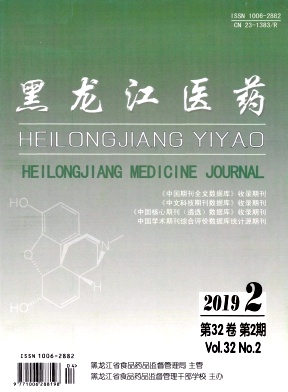 ISSN 1006-2882
CN 23-1383/R
黑龙江医药
HEILONGJIANG YIYAO
HEILONGJIANG MEDICINE JOURNAL
《中国期刊全文数据库》收录期刊
《中文科技期刊数据库》收录期刊
《中国核心期刊(遴选)数据库》收录期刊
中国学术期刊综合评价数据库统计源期刊
HO
O
HO
2019 2
第32卷 第2期
Vol.32 No.2
ISSN 1006-2882
04>
9 771006 288198
黑龙江省食品药品监督管理局 主管
黑龙江省食品药品监督管理干部学校 主办